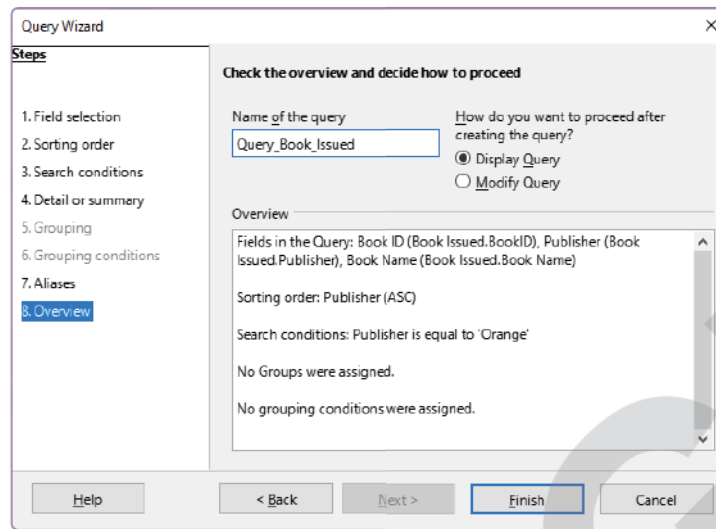 Query Wizard
Steps
1. Field selection
2. Sorting order
3. Search conditions
4. Detail or summary
5. Grouping
6. Grouping conditions
7. Aliases
8. Overview
Check the overview and decide how to proceed
Name of the query
Query_Book_Issued
How do you want to proceed after
creating the query?
Display Query
Modify Query
Overview
Fields in the Query: Book ID (Book Issued.BookID), Publisher (Book
Issued.Publisher), Book Name (Book Issued.Book Name)
Sorting order: Publisher (ASC)
Search conditions: Publisher is equal to 'Orange'
No Groups were assigned.
No grouping conditions were assigned.
Help
< Back
Next >
Finish
Cancel